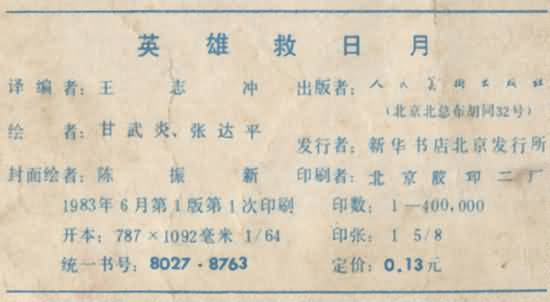 英雄救日月
译编者：王志冲
绘者：甘武炎、张达平
封面绘者：陈振新
1983年6月第1版第1次印刷
开本：787×1092毫米 1/64
统一书号：8027·8763
出版者：人民美術出版社
（北京北总布胡同32号）
发行者：新华书店北京发行所
印刷者：北京胶印二厂
印数：1—400,000
印张：1 5/8
定价：0.13元